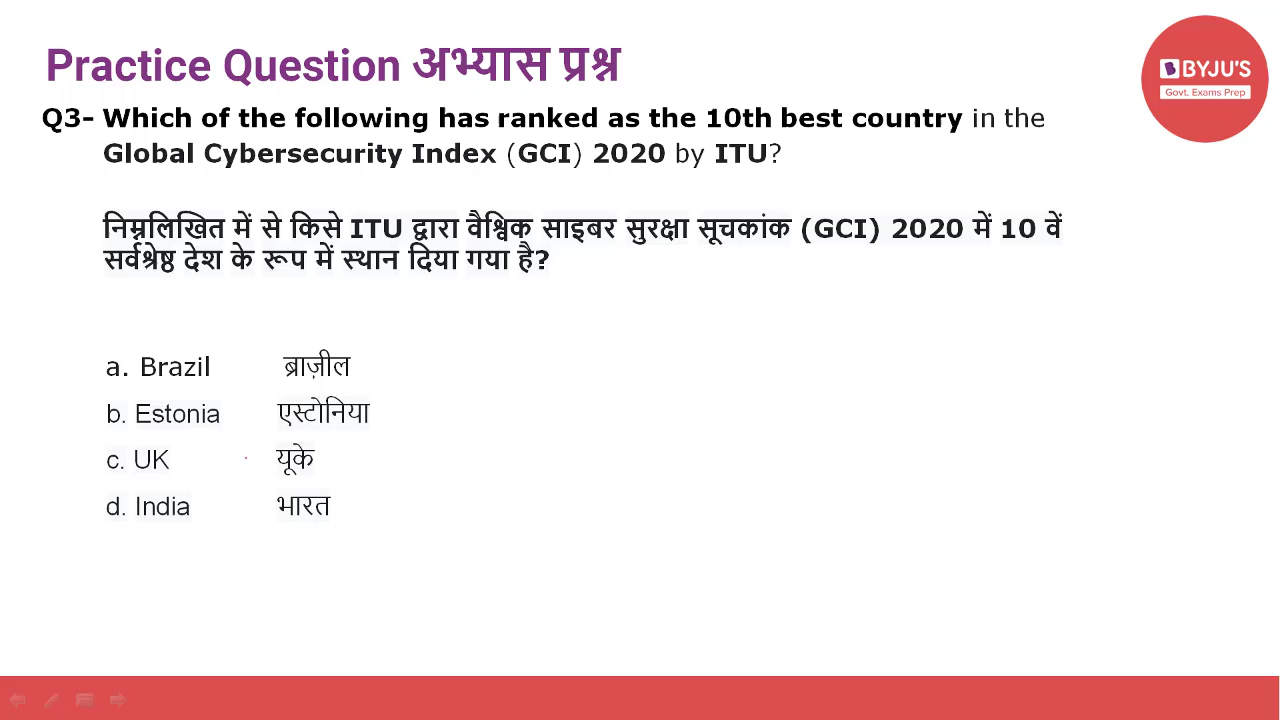 Practice Question अभ्यास प्रश्न
BYJU'S
Govt. Exams Prep
Q3- Which of the following has ranked as the 10th best country in the
Global Cybersecurity Index (GCI) 2020 by ITU?
निम्नलिखित में से किसे ITU द्वारा वैश्विक साइबर सुरक्षा सूचकांक (GCI) 2020 में 10 वें
सर्वश्रेष्ठ देश के रूप में स्थान दिया गया है?
a. Brazil ब्राज़ील
b. Estonia एस्टोनिया
c. UK यूके
d. India भारत